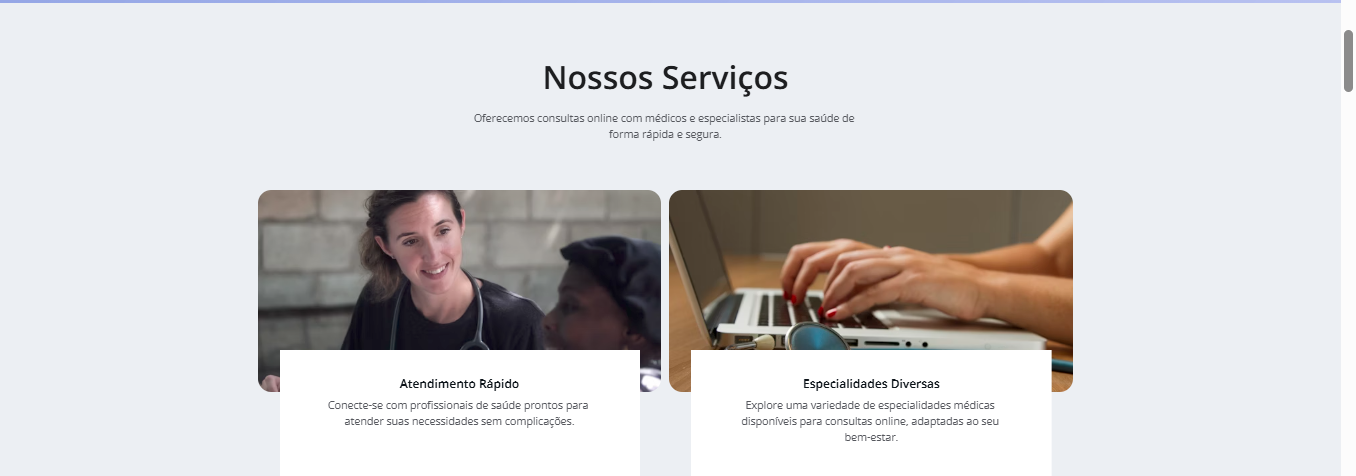 Nossos Serviços
Oferecemos consultas online com médicos e especialistas para sua saúde de
forma rápida e segura.
Atendimento Rápido
Conecte-se com profissionais de saúde prontos para
atender suas necessidades sem complicações.
Especialidades Diversas
Explore uma variedade de especialidades médicas
disponíveis para consultas online, adaptadas ao seu
bem-estar.